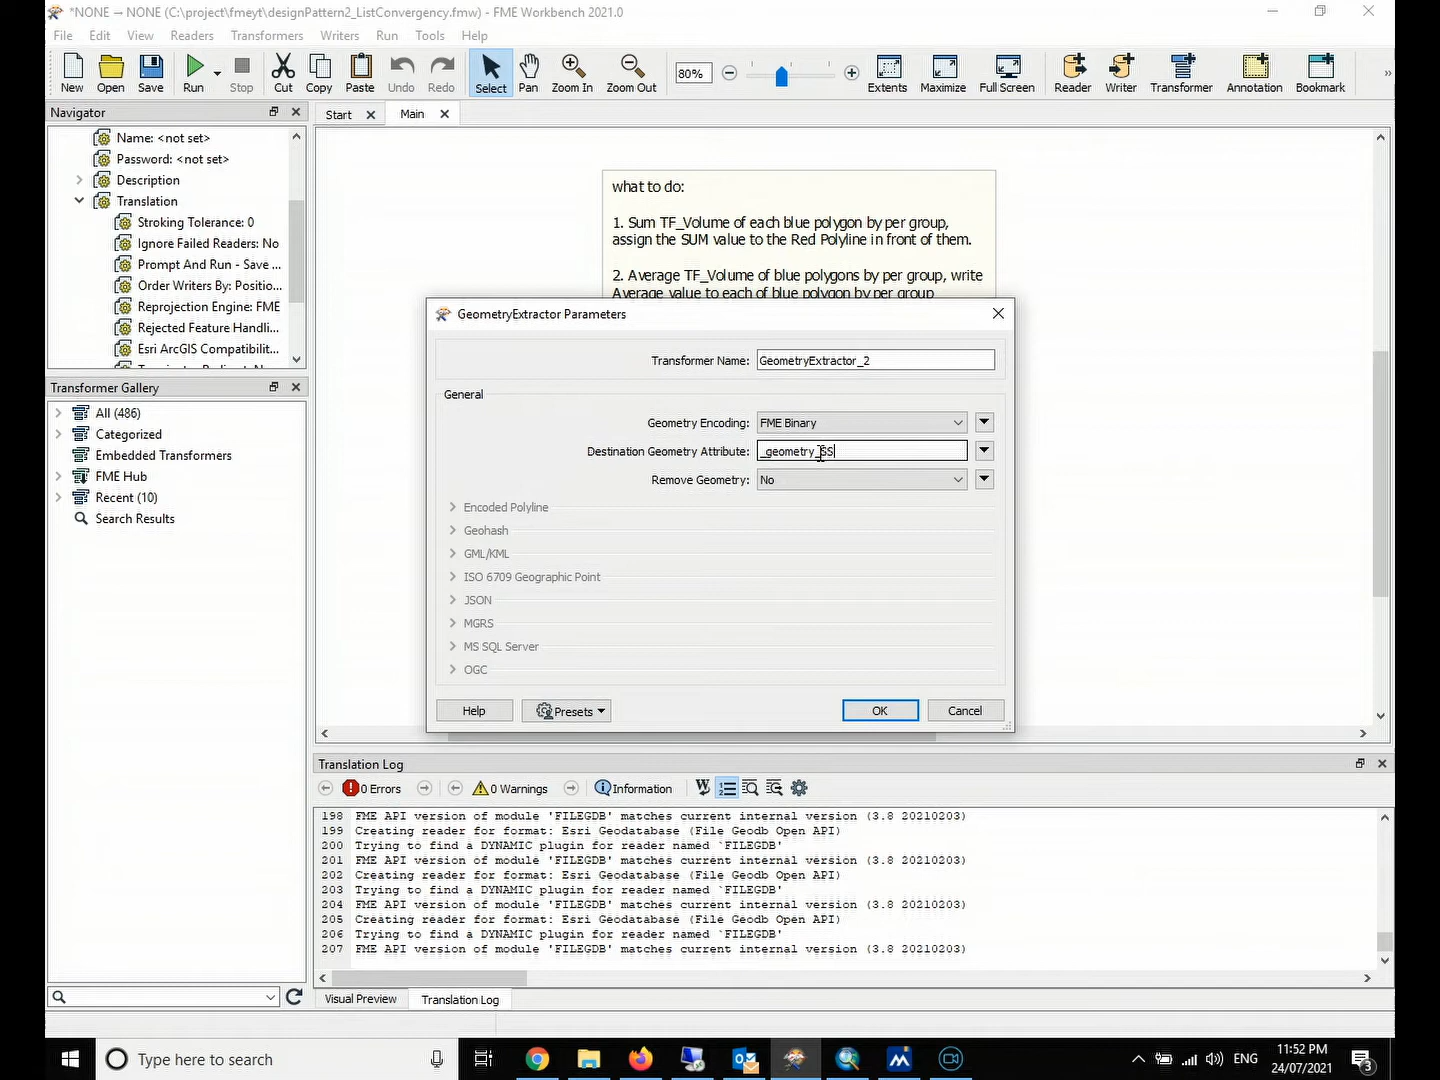 *NONE → NONE (C:\project\fmeyt\designPattern2_ListConvergency.fmw) - FME Workbench 2021.0
File Edit View Readers Transformers Writers Run Tools Help
New Open Save Run Stop Cut Copy Paste Undo Redo Select Pan Zoom In Zoom Out 80% Extents Maximize Full Screen Reader Writer Transformer Annotation Bookmark
Navigator
Name: <not set>
Password: <not set>
Description
Translation
Stroking Tolerance: 0
Ignore Failed Readers: No
Prompt And Run - Save ...
Order Writers By: Positio...
Reprojection Engine: FME
Rejected Feature Handli...
Esri ArcGIS Compatibilit...
Transformer Gallery
All (486)
Categorized
Embedded Transformers
FME Hub
Recent (10)
Search Results
Start
Main
what to do:
1. Sum TF_Volume of each blue polygon by per group,
assign the SUM value to the Red Polyline in front of them.
2. Average TF_Volume of blue polygons by per group, write
Average value to each of blue polygon by per group
GeometryExtractor Parameters
Transformer Name: GeometryExtractor_2
General
Geometry Encoding: FME Binary
Destination Geometry Attribute: _geometry_SS
Remove Geometry: No
Encoded Polyline
Geohash
GML/KML
ISO 6709 Geographic Point
JSON
MGRS
MS SQL Server
OGC
Help Presets OK Cancel
Translation Log
0 Errors 0 Warnings Information
198 FME API version of module 'FILEGDB' matches current internal version (3.8 20210203)
199 Creating reader for format: Esri Geodatabase (File Geodb Open API)
200 Trying to find a DYNAMIC plugin for reader named `FILEGDB'
201 FME API version of module 'FILEGDB' matches current internal version (3.8 20210203)
202 Creating reader for format: Esri Geodatabase (File Geodb Open API)
203 Trying to find a DYNAMIC plugin for reader named `FILEGDB'
204 FME API version of module 'FILEGDB' matches current internal version (3.8 20210203)
205 Creating reader for format: Esri Geodatabase (File Geodb Open API)
206 Trying to find a DYNAMIC plugin for reader named `FILEGDB'
207 FME API version of module 'FILEGDB' matches current internal version (3.8 20210203)
Visual Preview
Translation Log
Type here to search
ENG
11:52 PM
24/07/2021
3